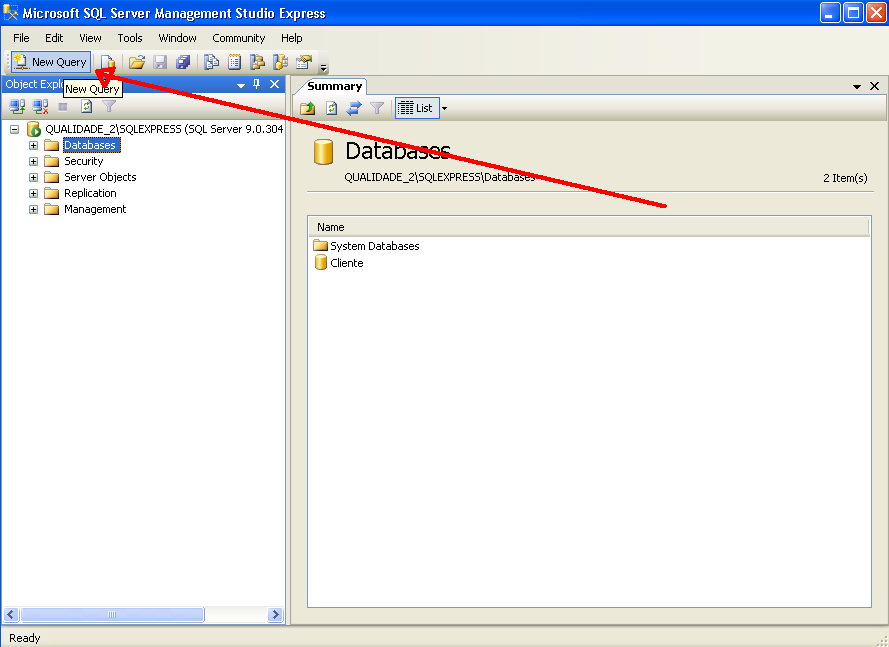 Microsoft SQL Server Management Studio Express
File Edit View Tools Window Community Help
New Query
Object Explo
New Query
QUALIDADE_2\SQLEXPRESS (SQL Server 9.0.304
Databases
Security
Server Objects
Replication
Management
Summary
List
Databases
QUALIDADE_2\SQLEXPRESS\Databases
2 Item(s)
Name
System Databases
Cliente
Ready